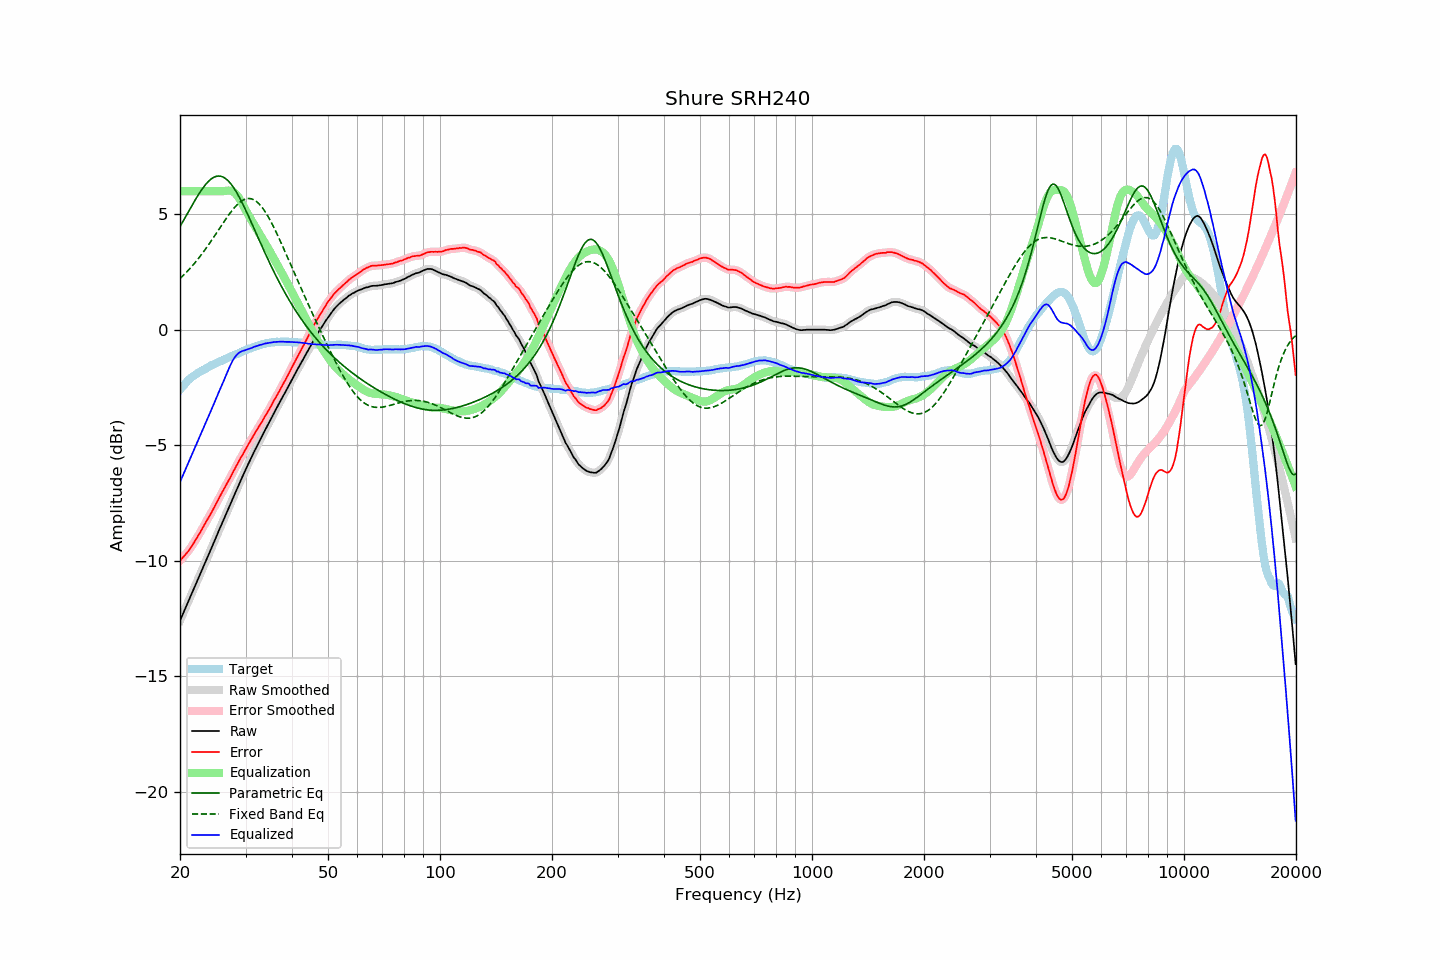 Shure SRH240
Amplitude (dBr)
5
0
−5
−10
−15
−20
Target
Raw Smoothed
Error Smoothed
Raw
Error
Equalization
Parametric Eq
Fixed Band Eq
Equalized
20 50 100 200 500 1000 2000 5000 10000 20000
Frequency (Hz)